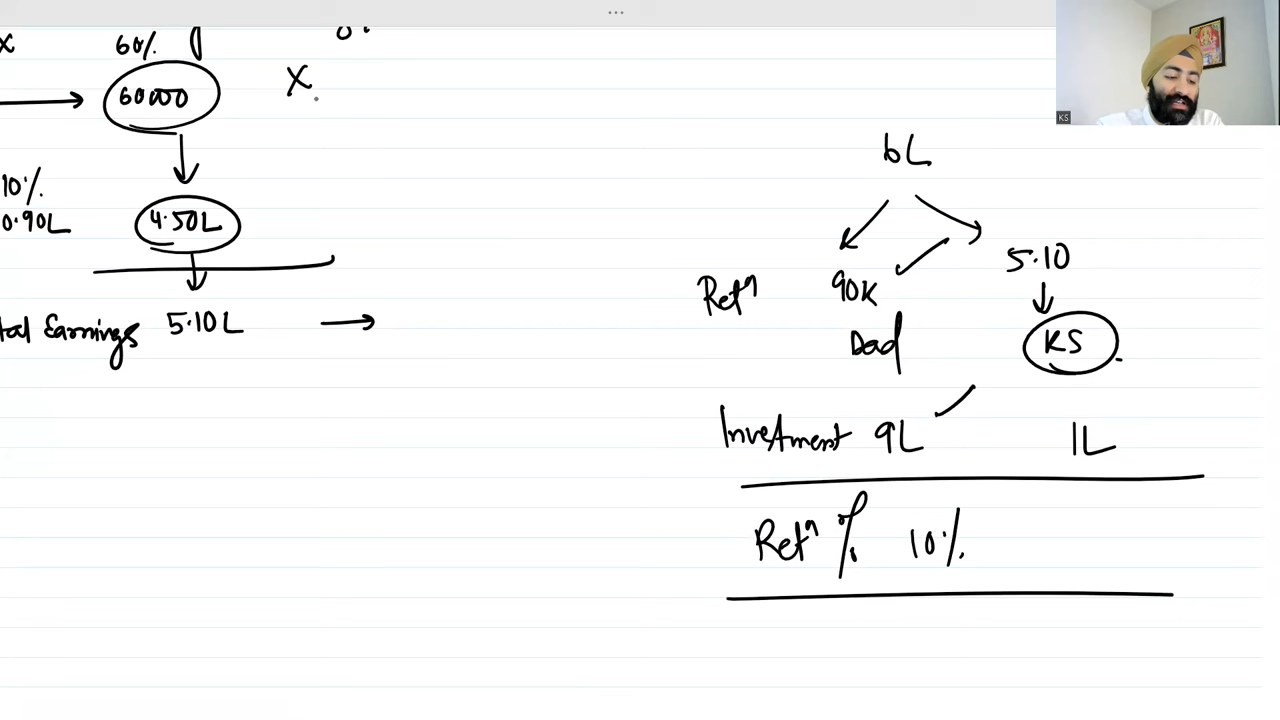 60%
X
60000
10%
0.90L
4.50L
Earnings 5.10L
6L
5.10
Retⁿ 90K
Dad KS
Investment 9L 1L
Retⁿ % 10%
KS